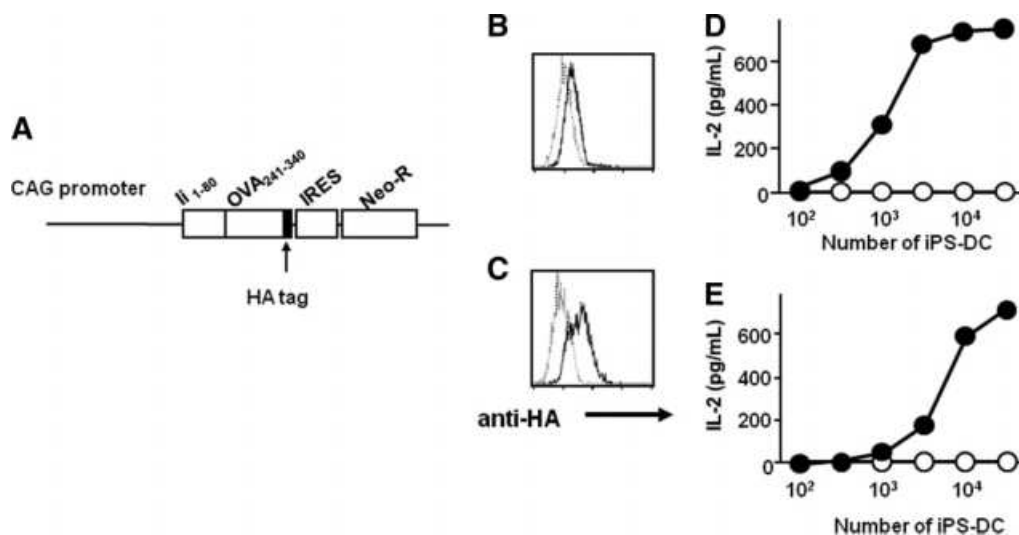 A
CAG promoter
Ii 1-80
OVA241-340
IRES
Neo-R
HA tag
B
C
anti-HA
D
IL-2 (pg/mL)
600
400
200
0
10²
10³
10⁴
Number of iPS-DC
E
IL-2 (pg/mL)
600
400
200
0
10²
10³
10⁴
Number of iPS-DC